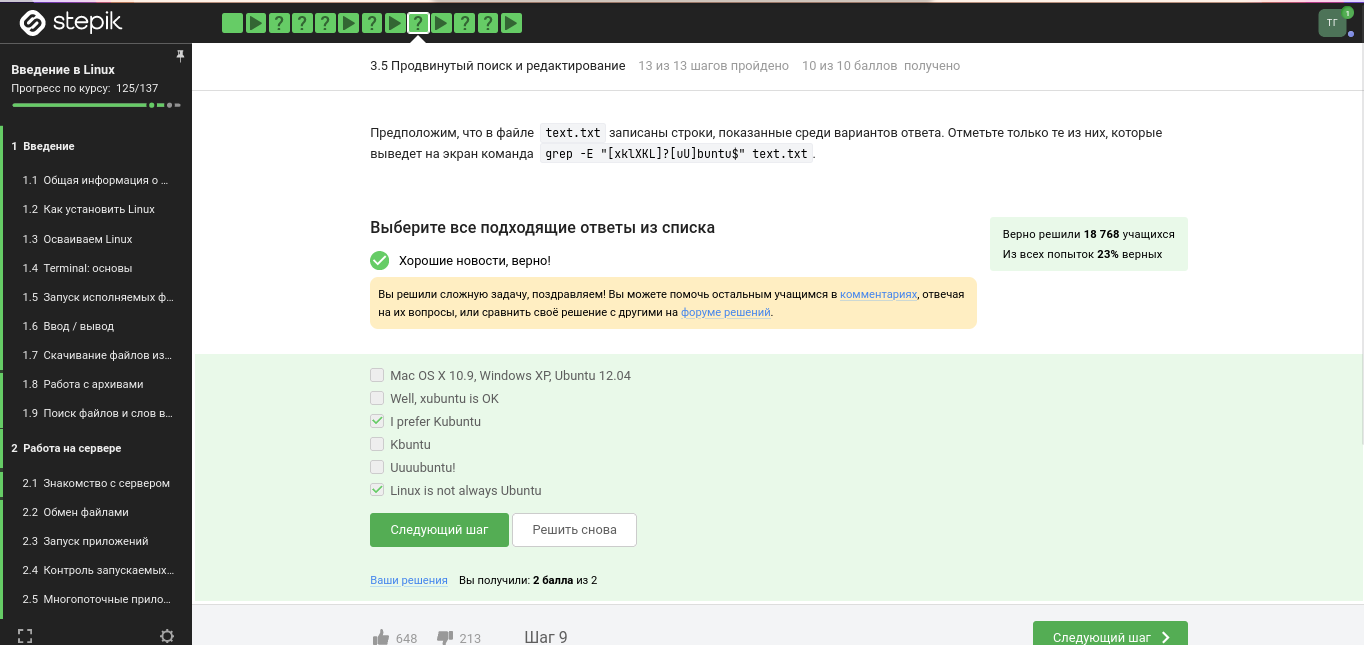 stepik
? ? ? ? ? ? ?
ТГ
1
Введение в Linux
Прогресс по курсу: 125/137
1 Введение
1.1 Общая информация о ...
1.2 Как установить Linux
1.3 Осваиваем Linux
1.4 Terminal: основы
1.5 Запуск исполняемых ф...
1.6 Ввод / вывод
1.7 Скачивание файлов из...
1.8 Работа с архивами
1.9 Поиск файлов и слов в...
2 Работа на сервере
2.1 Знакомство с сервером
2.2 Обмен файлами
2.3 Запуск приложений
2.4 Контроль запускаемых...
2.5 Многопоточные прило...
3.5 Продвинутый поиск и редактирование 13 из 13 шагов пройдено 10 из 10 баллов получено
Предположим, что в файле text.txt записаны строки, показанные среди вариантов ответа. Отметьте только те из них, которые
выведет на экран команда grep -E "[xklXKL]?[uU]buntu$" text.txt.
Выберите все подходящие ответы из списка
Хорошие новости, верно!
Верно решили 18 768 учащихся
Из всех попыток 23% верных
Вы решили сложную задачу, поздравляем! Вы можете помочь остальным учащимся в комментариях, отвечая
на их вопросы, или сравнить своё решение с другими на форуме решений.
Mac OS X 10.9, Windows XP, Ubuntu 12.04
Well, xubuntu is OK
I prefer Kubuntu
Kbuntu
Uuuubuntu!
Linux is not always Ubuntu
Следующий шаг Решить снова
Ваши решения Вы получили: 2 балла из 2
648 213 Шаг 9 Следующий шаг